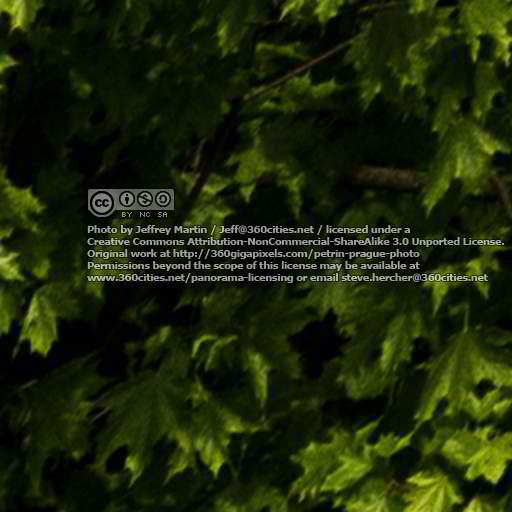 cc
BY NC SA
Photo by Jeffrey Martin / Jeff@360cities.net / licensed under a
Creative Commons Attribution-NonCommercial-ShareAlike 3.0 Unported License.
Original work at http://360gigapixels.com/petrin-prague-photo
Permissions beyond the scope of this license may be available at
www.360cities.net/panorama-licensing or email steve.hercher@360cities.net